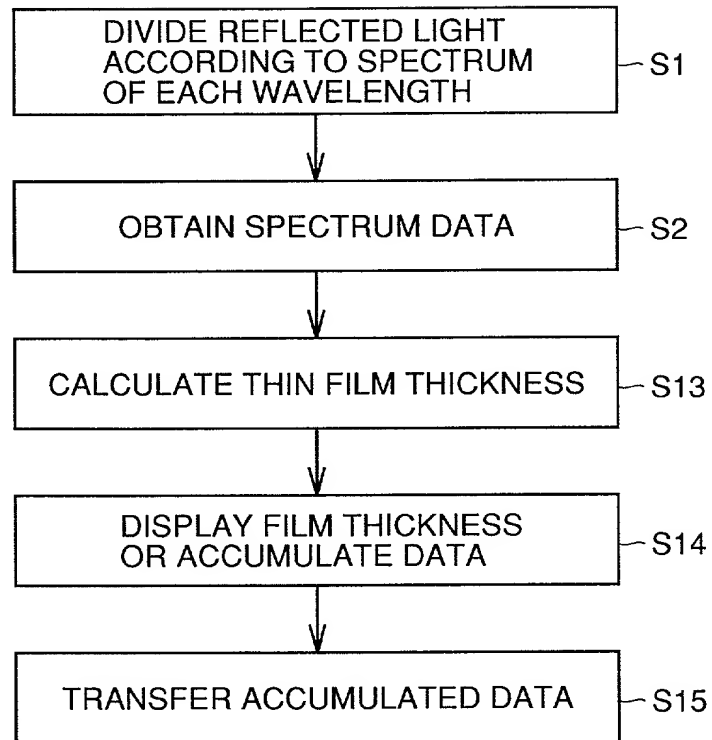 DIVIDE REFLECTED LIGHT
ACCORDING TO SPECTRUM
OF EACH WAVELENGTH
S1
OBTAIN SPECTRUM DATA
S2
CALCULATE THIN FILM THICKNESS
S13
DISPLAY FILM THICKNESS
OR ACCUMULATE DATA
S14
TRANSFER ACCUMULATED DATA
S15